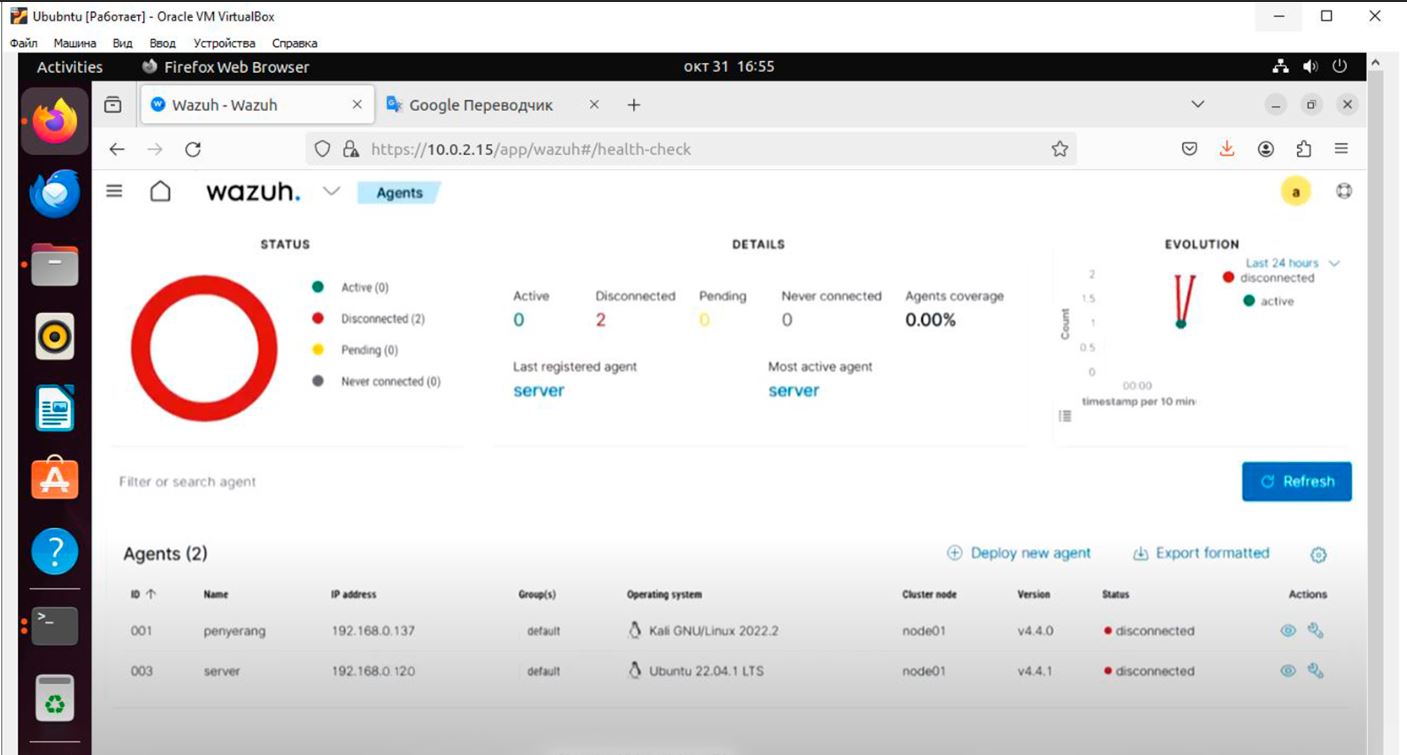 Ububntu [Работает] - Oracle VM VirtualBox
Файл Машина Вид Ввод Устройства Справка
Activities Firefox Web Browser окт 31 16:55
Wazuh - Wazuh Google Переводчик
https://10.0.2.15/app/wazuh#/health-check
wazuh. Agents a
STATUS DETAILS EVOLUTION
Last 24 hours
Active (0)
Disconnected (2)
Pending (0)
Never connected (0)
Active Disconnected Pending Never connected Agents coverage
0 2 0 0 0.00%
Last registered agent Most active agent
server server
disconnected
active
Count
2
1.5
1
0.5
0
00:00
timestamp per 10 min
Filter or search agent Refresh
Agents (2) Deploy new agent Export formatted
ID Name IP address Group(s) Operating system Cluster node Version Status Actions
001 penyerang 192.168.0.137 default Kali GNU/Linux 2022.2 node01 v4.4.0 disconnected
003 server 192.168.0.120 default Ubuntu 22.04.1 LTS node01 v4.4.1 disconnected